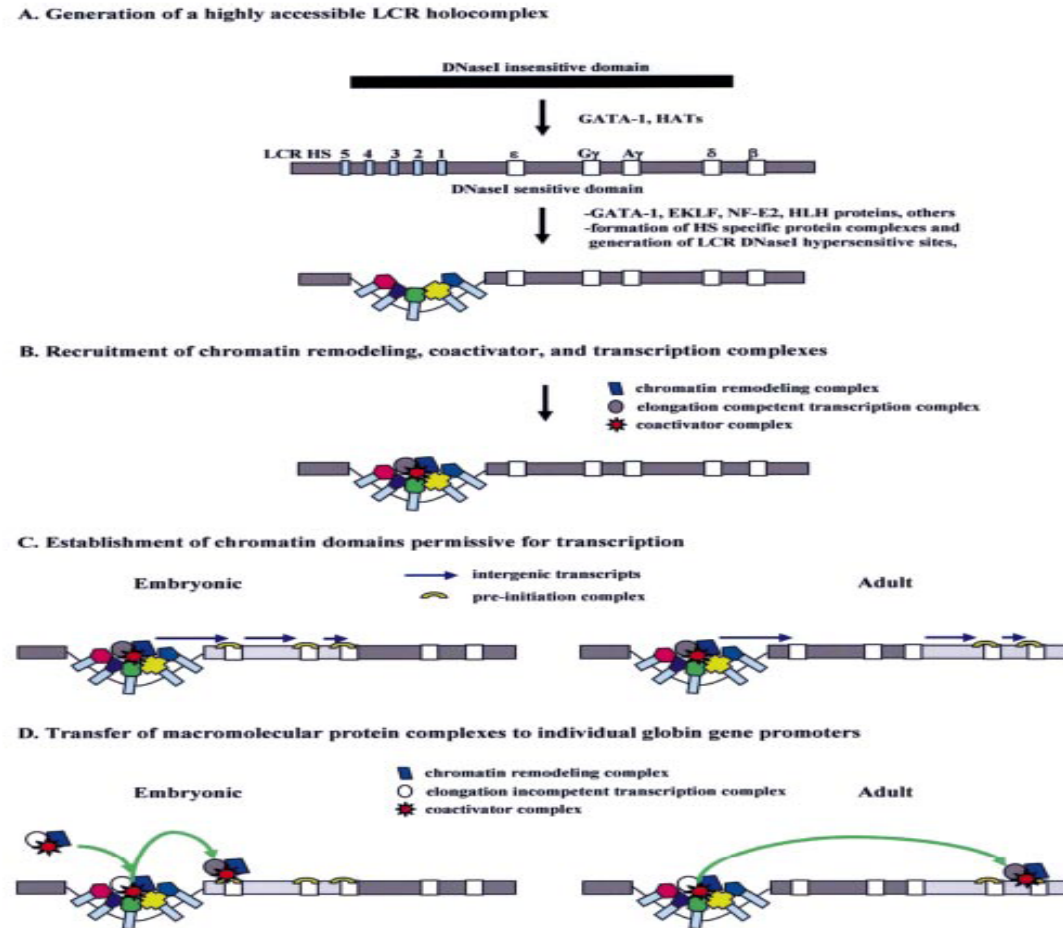 A. Generation of a highly accessible LCR holocomplex
DNaseI insensitive domain
GATA-1, HATs
LCR HS 5 4 3 2 1 ε Gγ Aγ δ β
DNaseI sensitive domain
-GATA-1, EKLF, NF-E2, HLH proteins, others
-formation of HS specific protein complexes and
generation of LCR DNaseI hypersensitive sites,
B. Recruitment of chromatin remodeling, coactivator, and transcription complexes
chromatin remodeling complex
elongation competent transcription complex
coactivator complex
C. Establishment of chromatin domains permissive for transcription
Embryonic
intergenic transcripts
pre-initiation complex
Adult
D. Transfer of macromolecular protein complexes to individual globin gene promoters
Embryonic
chromatin remodeling complex
elongation incompetent transcription complex
coactivator complex
Adult